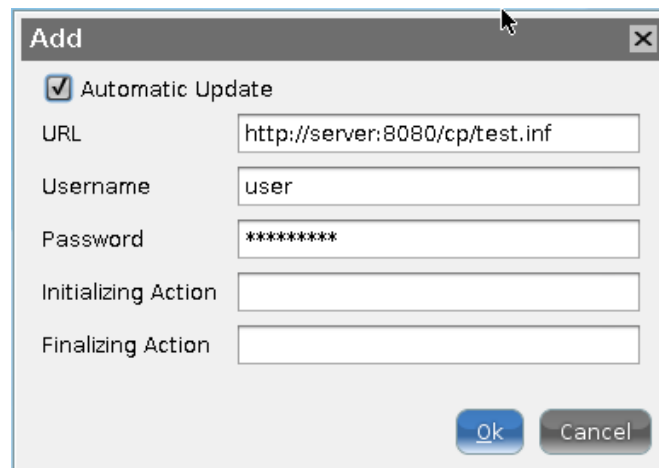 Add
Automatic Update
URL http://server:8080/cp/test.inf
Username user
Password *********
Initializing Action
Finalizing Action
Ok Cancel